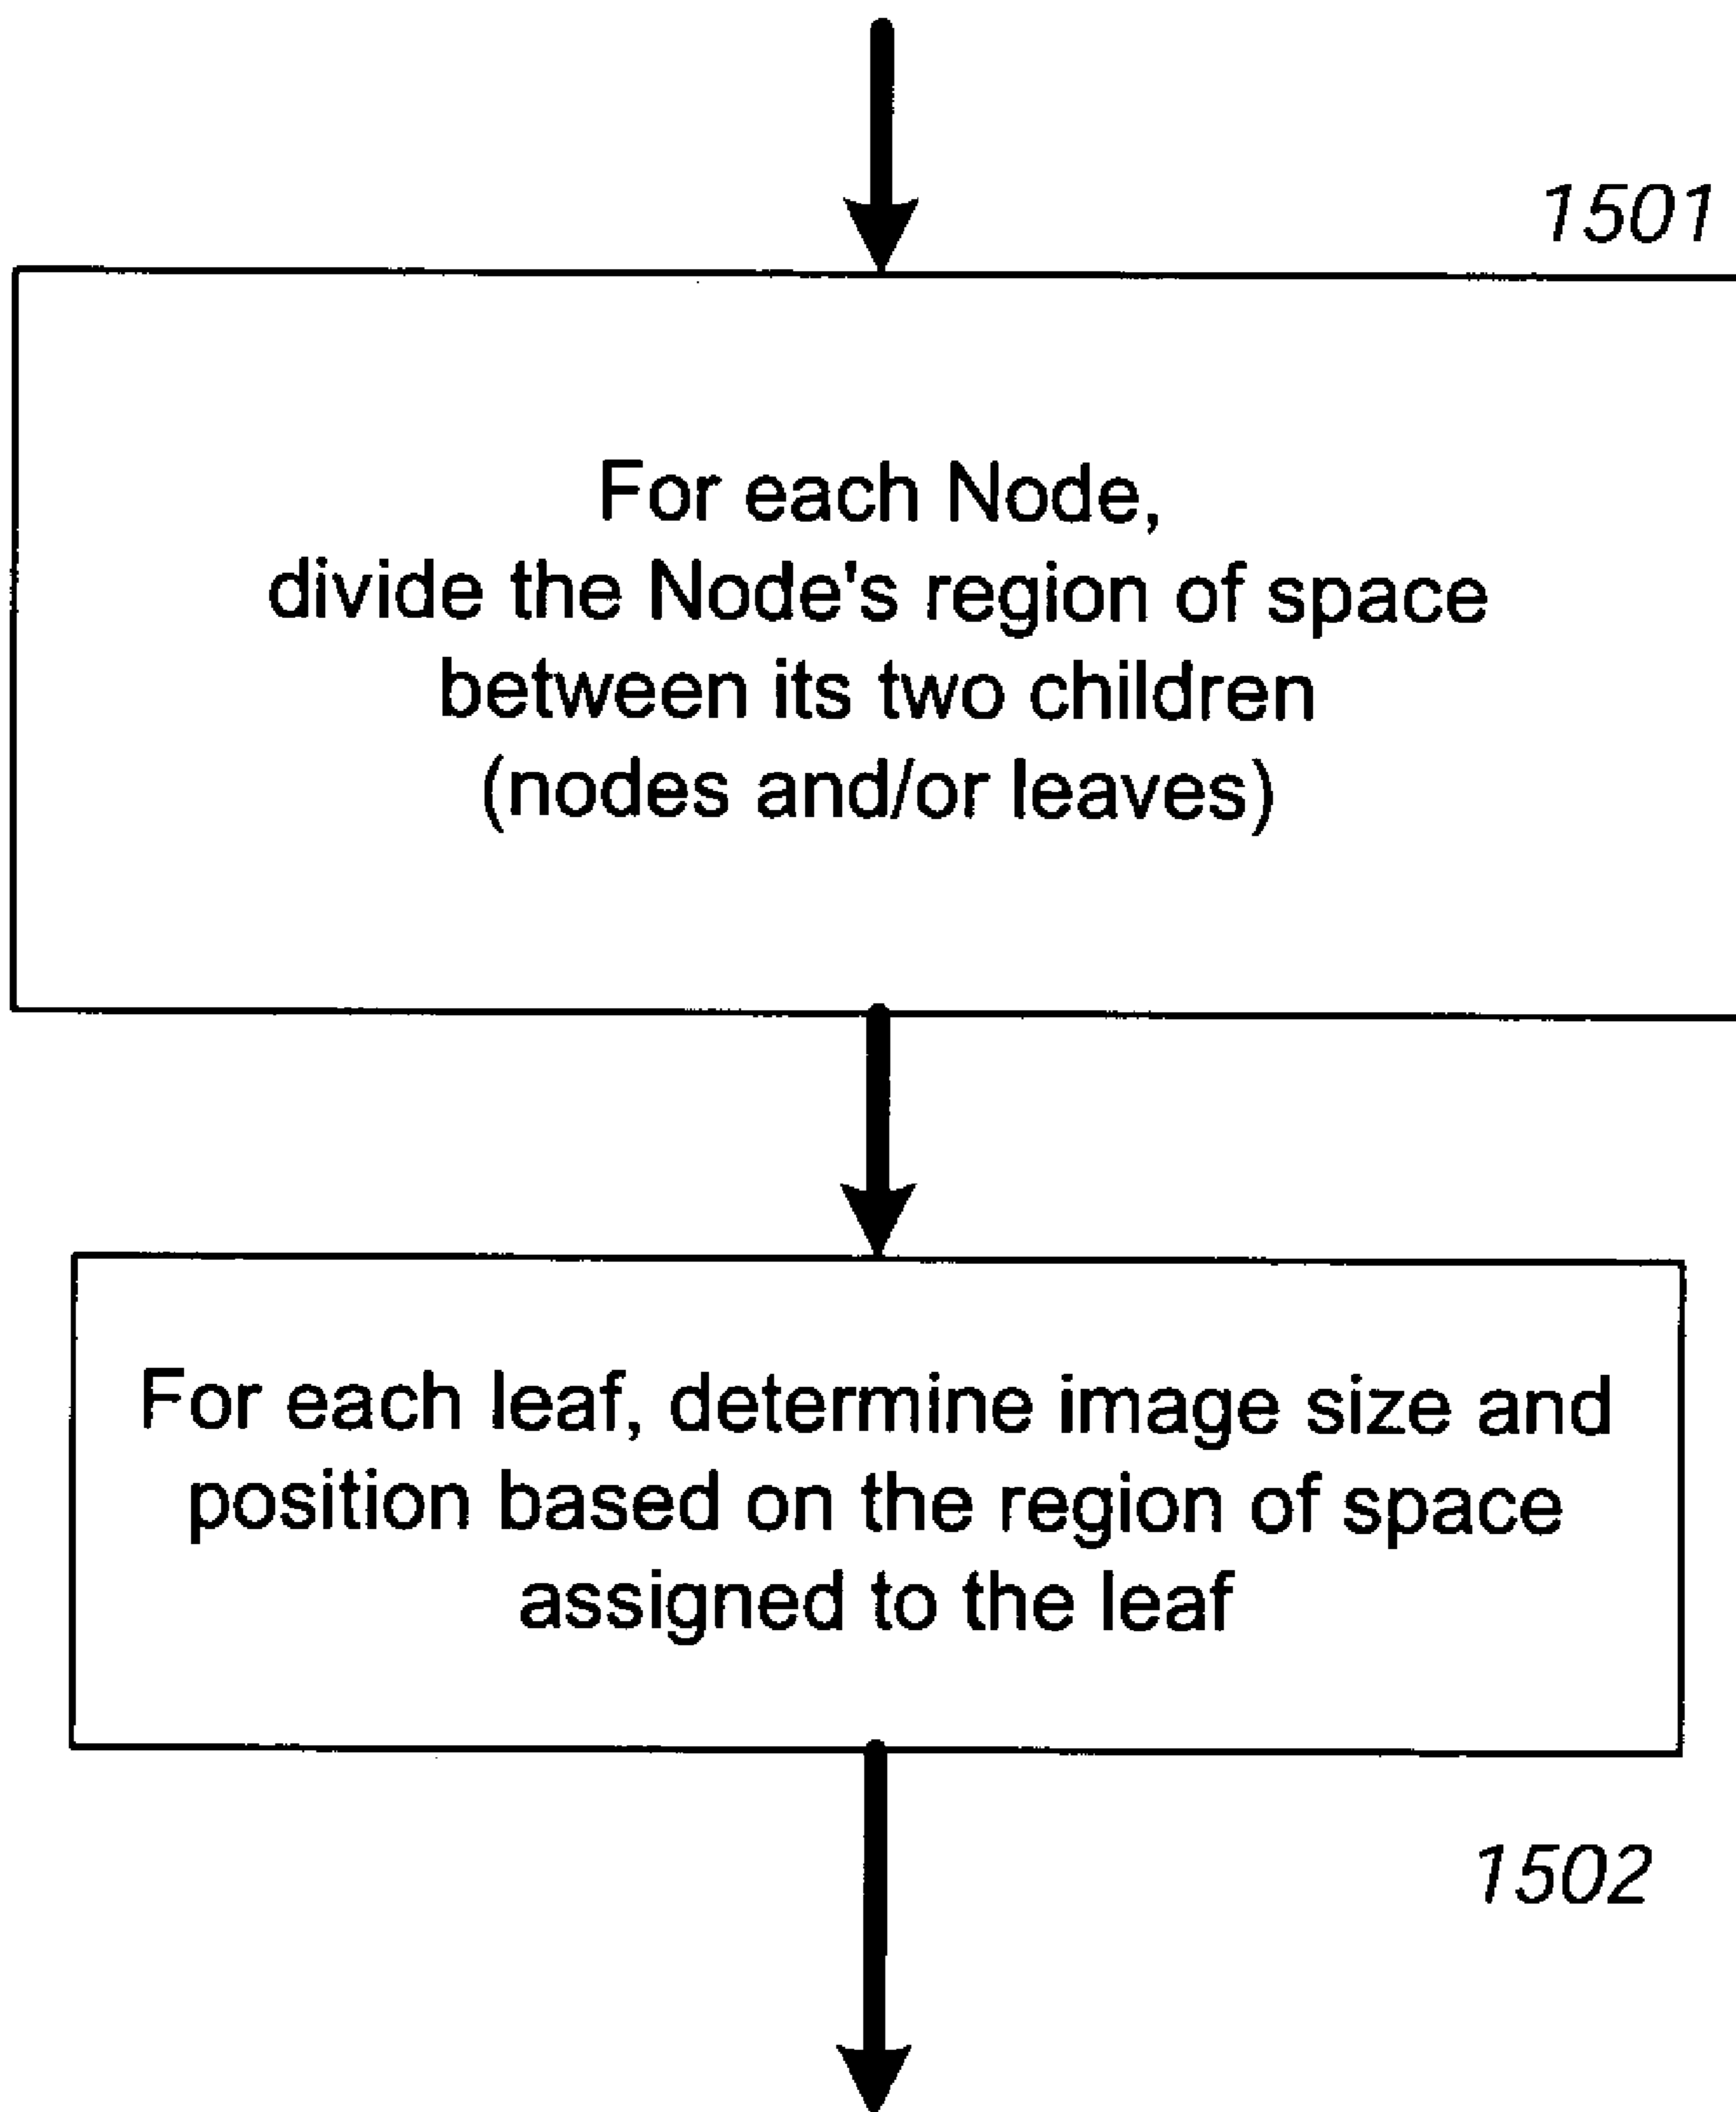 1501
For each Node,
divide the Node's region of space
between its two children
(nodes and/or leaves)
For each leaf, determine image size and
position based on the region of space
assigned to the leaf
1502